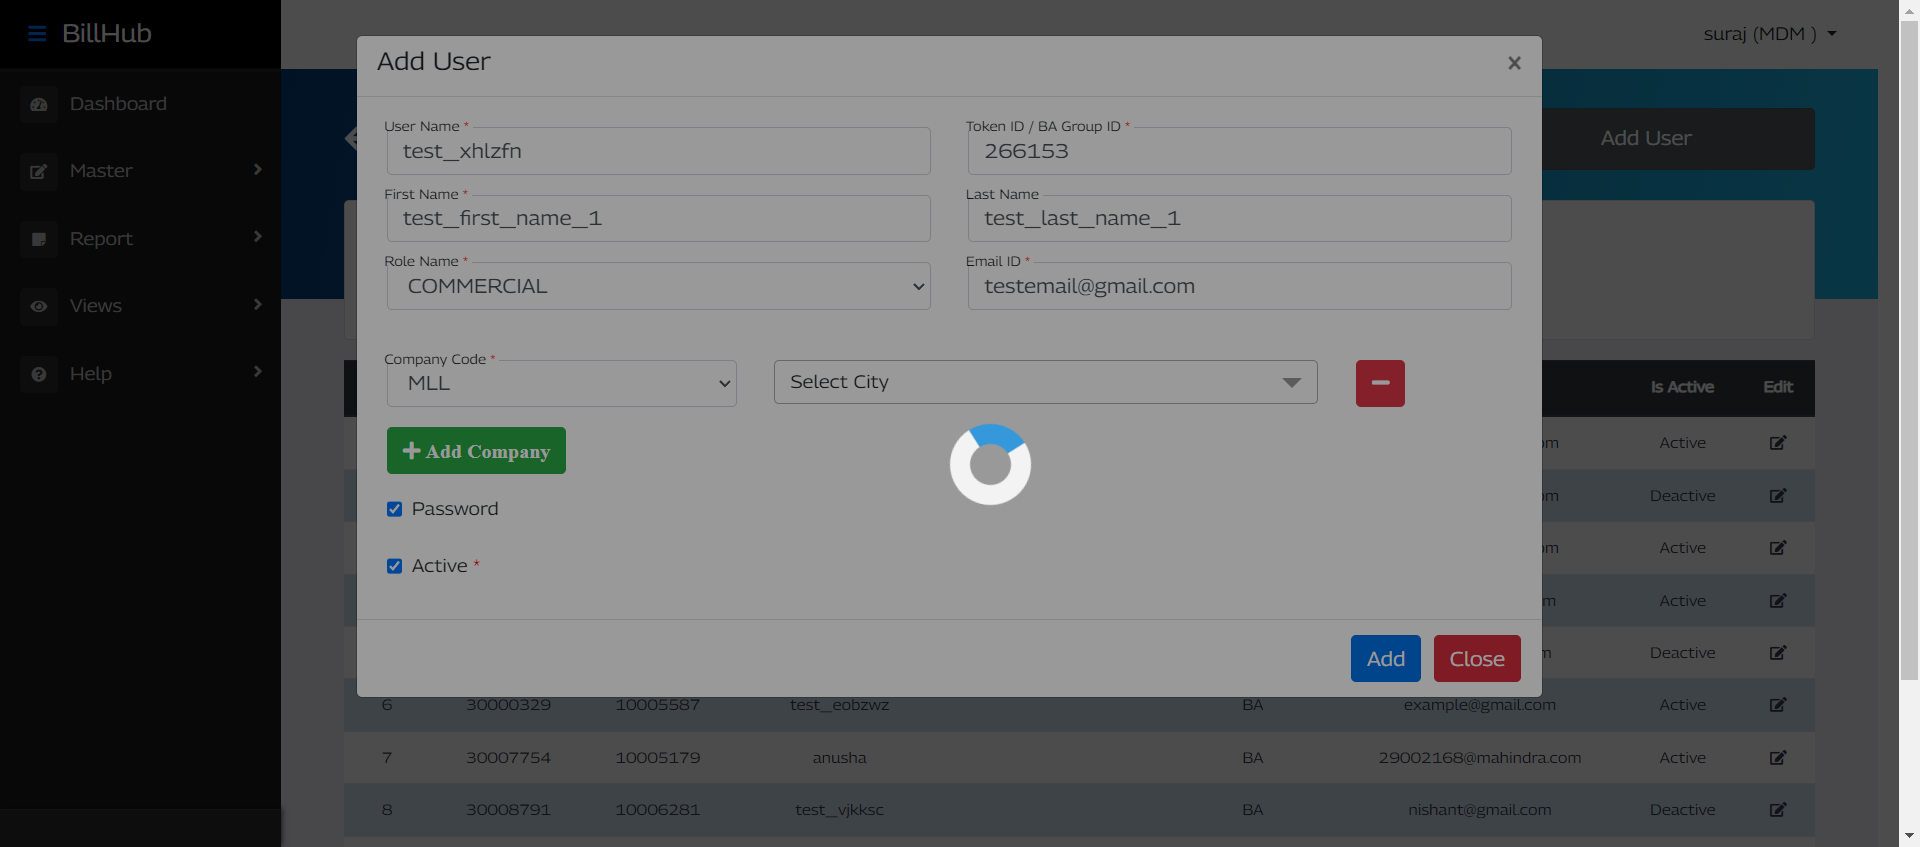 BillHub
suraj (MDM )
Dashboard
Master
Report
Views
Help
Add User
Add User
×
User Name *
test_xhlzfn
Token ID / BA Group ID *
266153
First Name *
test_first_name_1
Last Name
test_last_name_1
Role Name *
COMMERCIAL
Email ID *
testemail@gmail.com
Company Code *
MLL
Select City
Add Company
Password
Active *
Add Close
Is Active Edit
om Active
om Deactive
om Active
m Active
m Deactive
6 30000329 10005587 test_eobzwz BA example@gmail.com Active
7 30007754 10005179 anusha BA 29002168@mahindra.com Active
8 30008791 10006281 test_vjkksc BA nishant@gmail.com Deactive